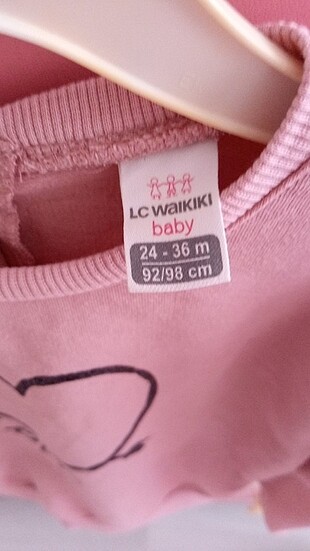 LC WAIKIKI
baby
24 - 36 m
92/98 cm